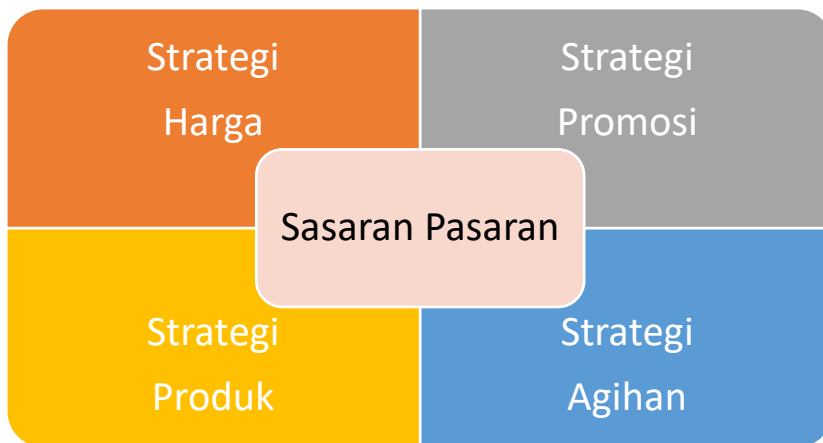 Strategi
Harga
Strategi
Promosi
Sasaran Pasaran
Strategi
Produk
Strategi
Agihan